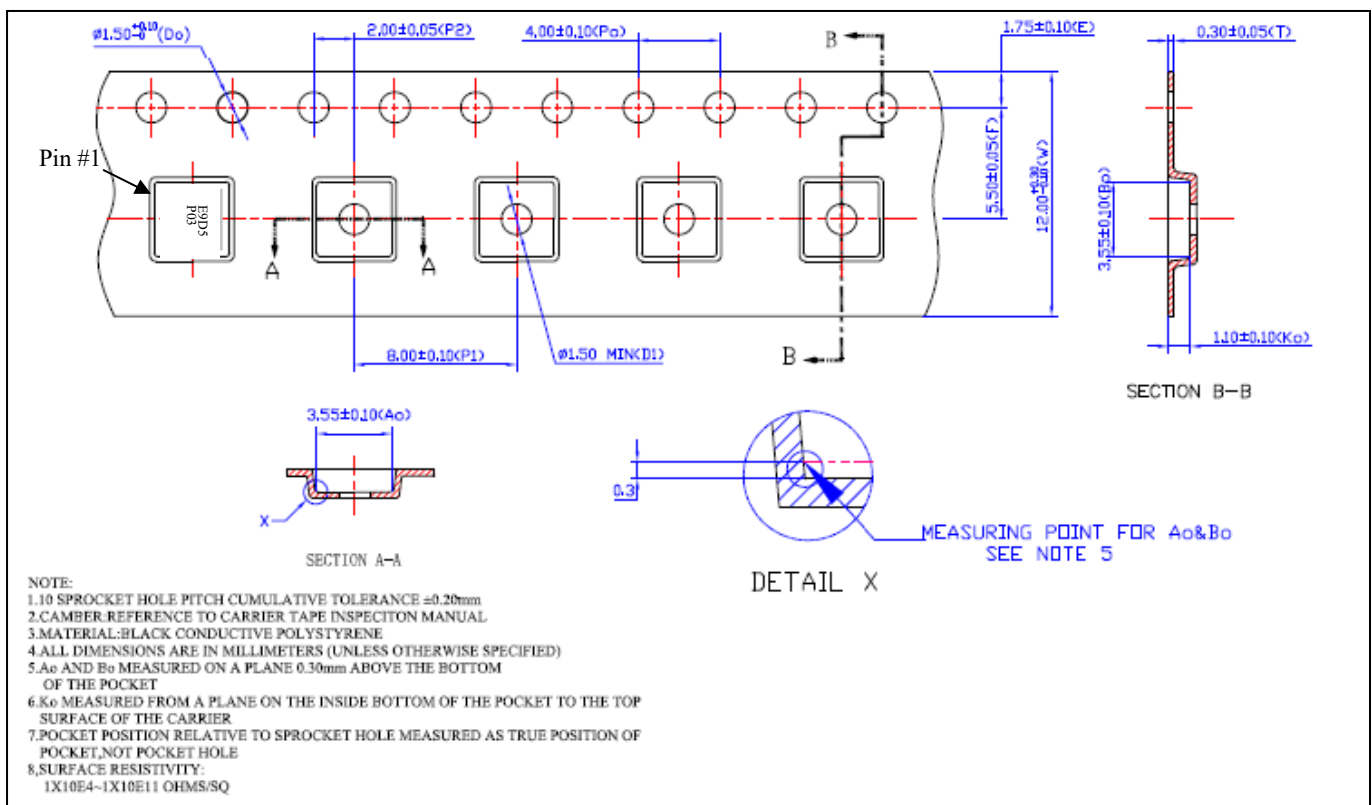 Ø1.50+0.10-0(Do)
2.00±0.05(P2)
4.00±0.10(Po)
B
1.75±0.10(E)
0.30±0.05(T)
Pin #1
E9D5
P03
A
A
5.50±0.05(F)
12.00+0.30-0.10(W)
3.55±0.10(Bo)
8.00±0.10(P1)
Ø1.50 MIN(D1)
B
1.10±0.10(Ko)
SECTION B-B
3.55±0.10(Ao)
X
SECTION A-A
0.3
MEASURING POINT FOR Ao&Bo
SEE NOTE 5
DETAIL X
NOTE:
1.10 SPROCKET HOLE PITCH CUMULATIVE TOLERANCE ±0.20mm
2.CAMBER:REFERENCE TO CARRIER TAPE INSPECITON MANUAL
3.MATERIAL:BLACK CONDUCTIVE POLYSTYRENE
4.ALL DIMENSIONS ARE IN MILLIMETERS (UNLESS OTHERWISE SPECIFIED)
5.Ao AND Bo MEASURED ON A PLANE 0.30mm ABOVE THE BOTTOM
OF THE POCKET
6.Ko MEASURED FROM A PLANE ON THE INSIDE BOTTOM OF THE POCKET TO THE TOP
SURFACE OF THE CARRIER
7.POCKET POSITION RELATIVE TO SPROCKET HOLE MEASURED AS TRUE POSITION OF
POCKET,NOT POCKET HOLE
8,SURFACE RESISTIVITY:
1X10E4~1X10E11 OHMS/SQ